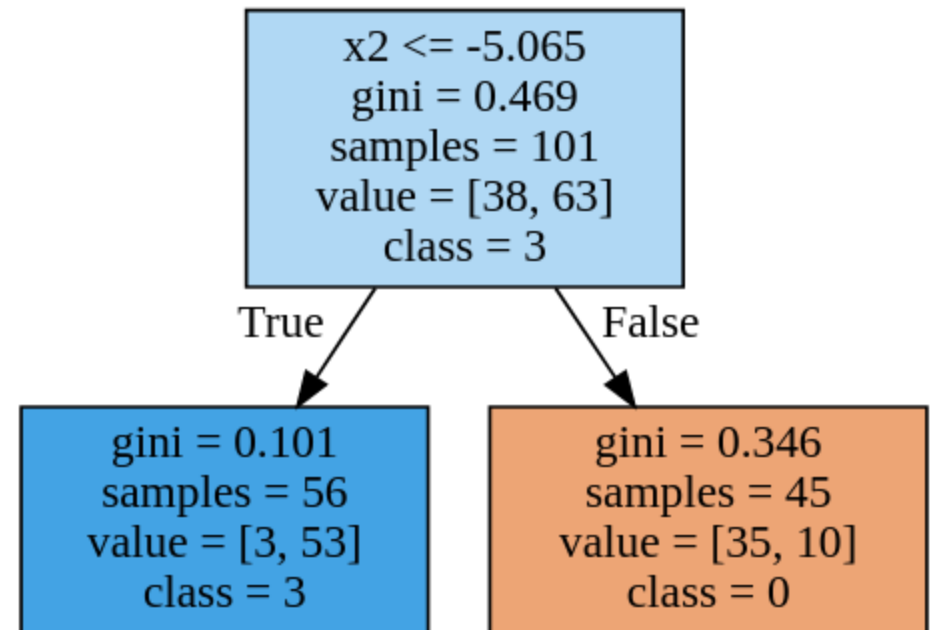 x2 <= -5.065
gini = 0.469
samples = 101
value = [38, 63]
class = 3
True
False
gini = 0.101
samples = 56
value = [3, 53]
class = 3
gini = 0.346
samples = 45
value = [35, 10]
class = 0